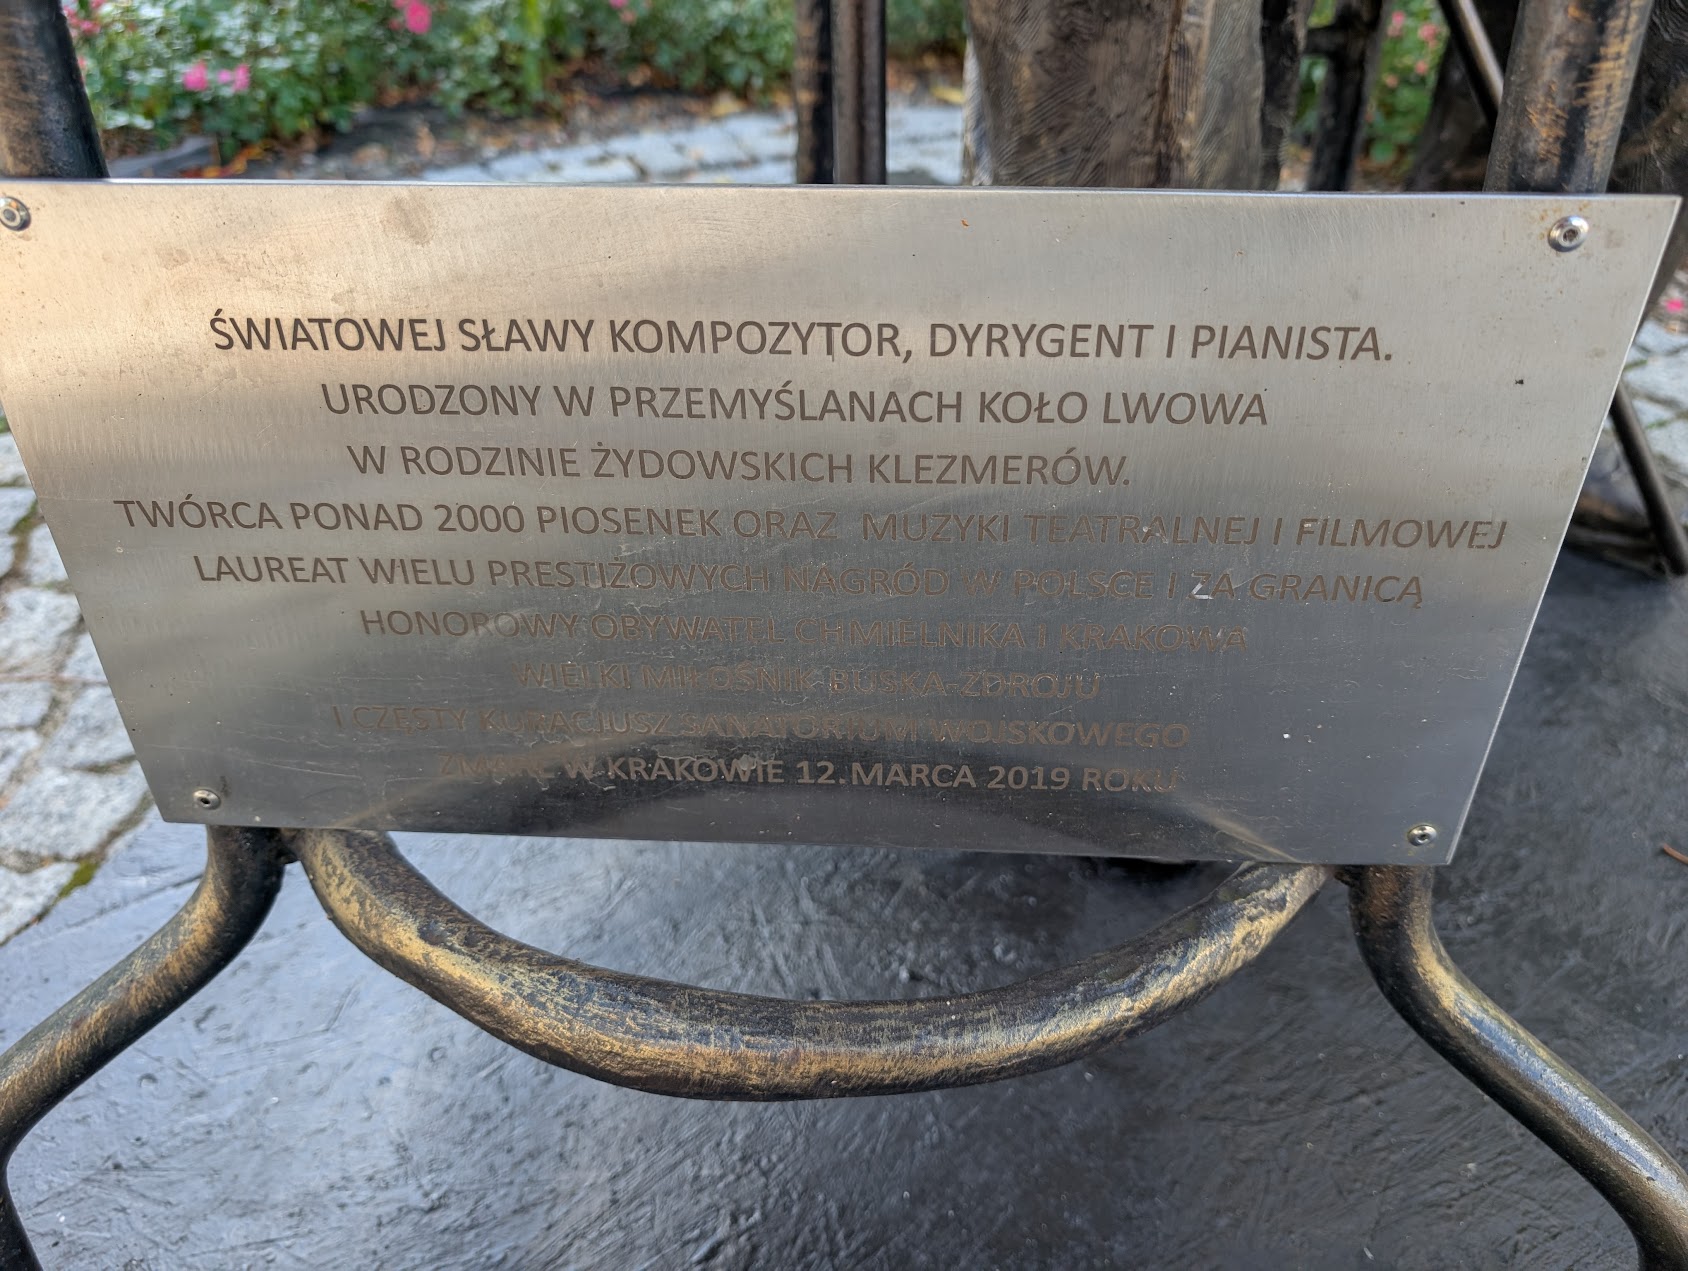 ŚWIATOWEJ SŁAWY KOMPOZYTOR, DYRYGENT I PIANISTA.
URODZONY W PRZEMYŚLANACH KOŁO LWOWA
W RODZINIE ŻYDOWSKICH KLEZMERÓW.
TWÓRCA PONAD 2000 PIOSENEK ORAZ MUZYKI TEATRALNEJ I FILMOWEJ
LAUREAT WIELU PRESTIŻOWYCH NAGRÓD W POLSCE I ZA GRANICĄ
HONOROWY OBYWATEL CHMIELNIKA I KRAKOWA
WIELKI MIŁOŚNIK BUSKA-ZDROJU
I CZĘSTY KURACJUSZ SANATORIUM WOJSKOWEGO
ZMARŁ W KRAKOWIE 12.MARCA 2019 ROKU